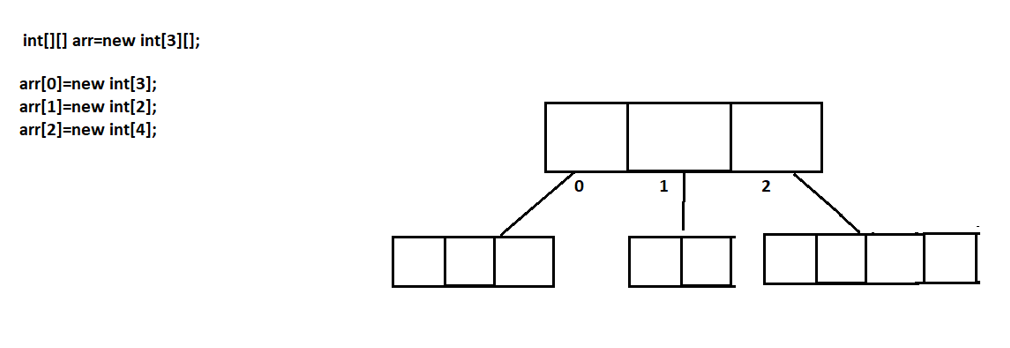 int[][] arr=new int[3][];
arr[0]=new int[3];
arr[1]=new int[2];
arr[2]=new int[4];
0 1 2